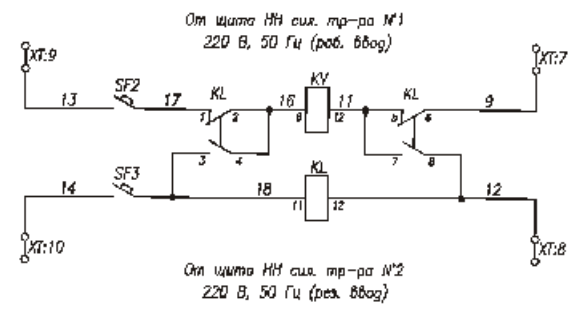 От щита НН сил. тр-ра №1
220 В, 50 Гц (раб. ввод)
XT:9
XT:7
13
SF2
17
KL
1
2
16
KV
8
12
11
KL
5
6
9
3
4
7
8
14
SF3
18
KL
11
12
12
XT:10
XT:8
От щита НН сил. тр-ра №2
220 В, 50 Гц (рез. ввод)